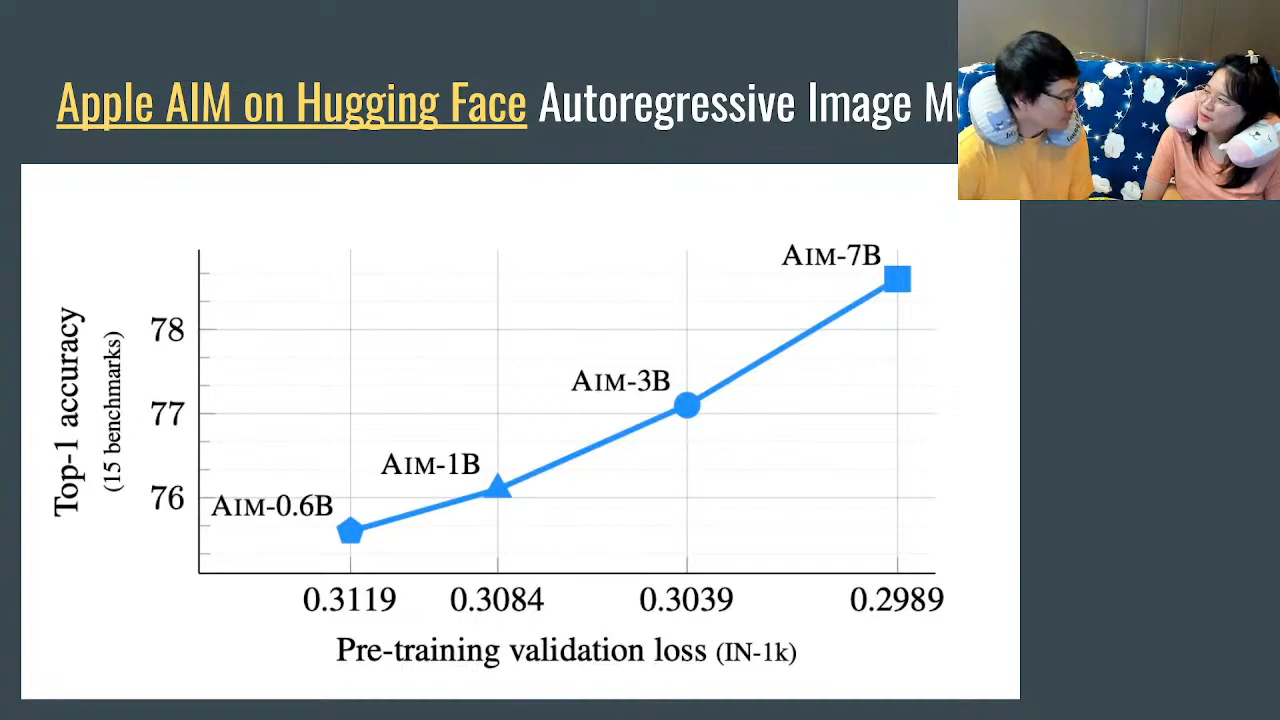 Apple AIM on Hugging Face Autoregressive Image M
AIM-7B
78
AIM-3B
77
AIM-1B
76
AIM-0.6B
Top-1 accuracy
(15 benchmarks)
0.3119 0.3084 0.3039 0.2989
Pre-training validation loss (IN-1k)